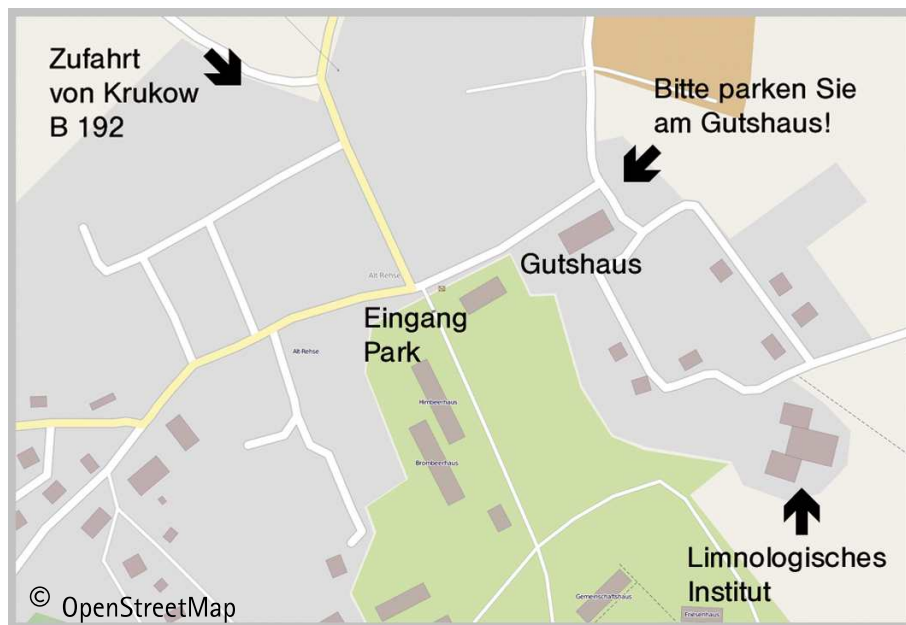 Zufahrt
von Krukow
B 192
Bitte parken Sie
am Gutshaus!
Gutshaus
Alt Rehse
Eingang
Park
Alt-Rehse
Himbeerhaus
Brombeerhaus
Limnologisches
Institut
Gemeinschaftshaus
Friesenhaus
© OpenStreetMap